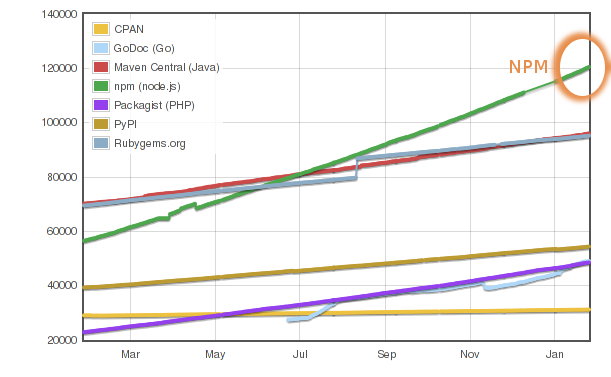 140000
120000
100000
80000
60000
40000
20000
CPAN
GoDoc (Go)
Maven Central (Java)
npm (node.js)
Packagist (PHP)
PyPI
Rubygems.org
NPM
Mar May Jul Sep Nov Jan